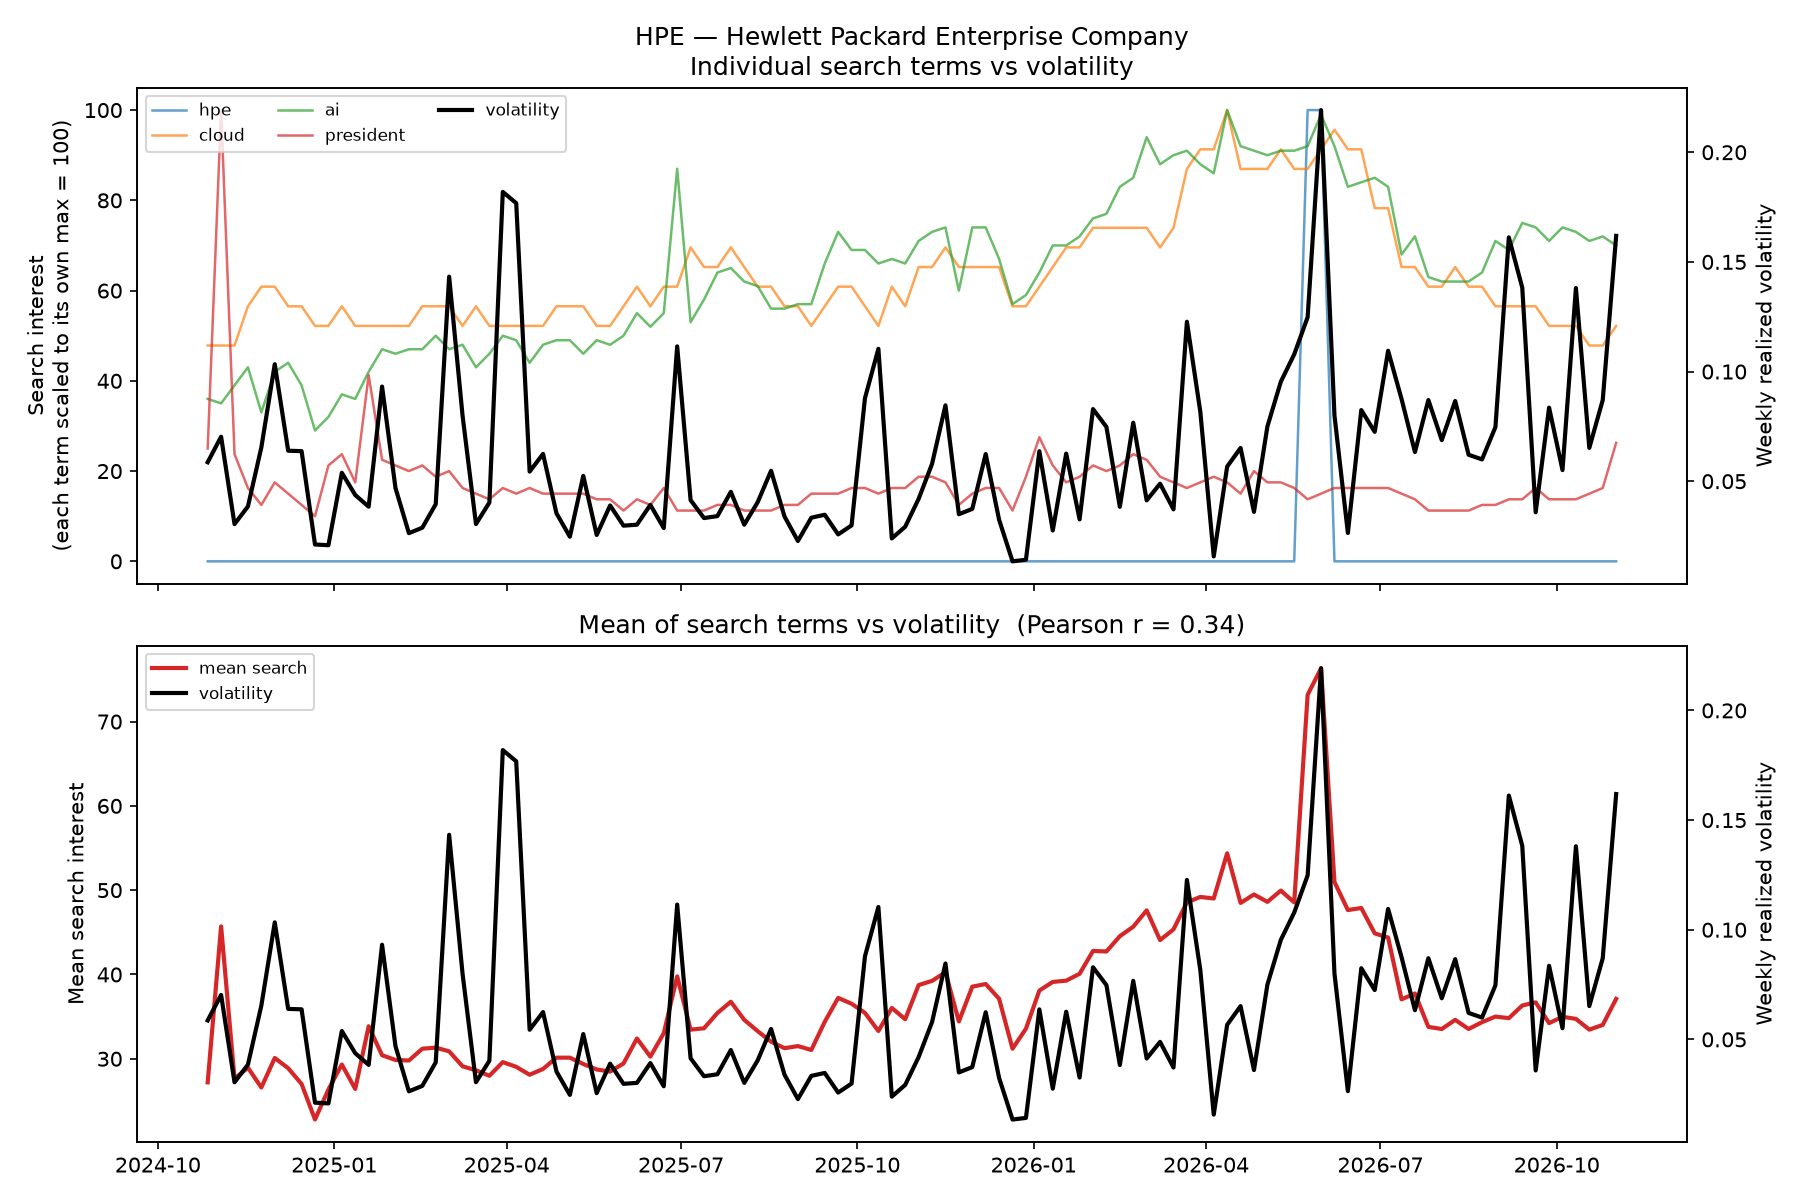 HPE — Hewlett Packard Enterprise Company
Individual search terms vs volatility
hpe
cloud
ai
president
volatility
Search interest
(each term scaled to its own max = 100)
100
80
60
40
20
0
0.20
0.15
0.10
0.05
Weekly realized volatility
Mean of search terms vs volatility (Pearson r = 0.34)
mean search
volatility
Mean search interest
70
60
50
40
30
0.20
0.15
0.10
0.05
Weekly realized volatility
2024-10
2025-01
2025-04
2025-07
2025-10
2026-01
2026-04
2026-07
2026-10